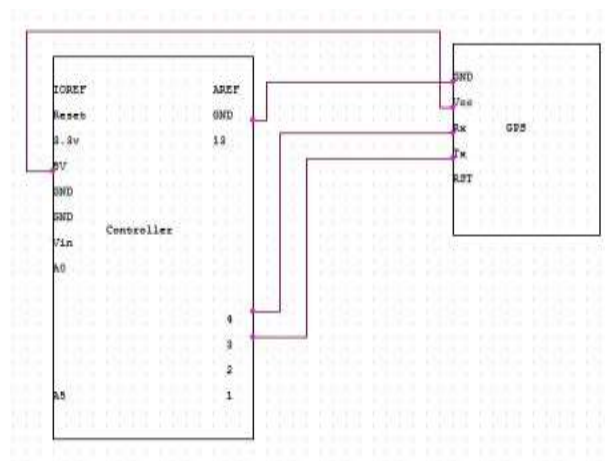 IOREF
Reset
3.3v
5V
GND
GND
Vin
A0
A5
Controller
AREF
GND
13
4
3
2
1
GND
Vcc
Rx
Tx
RST
GPS